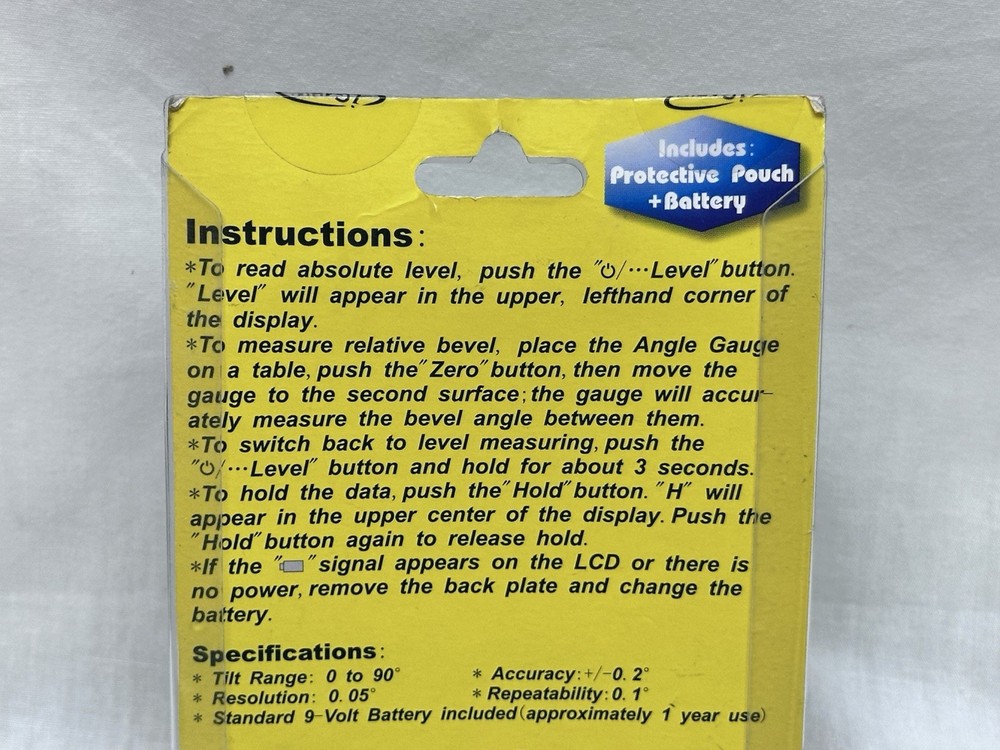 Includes:
Protective Pouch
+Battery
Instructions:
*To read absolute level, push the "⏻/···Level" button.
"Level" will appear in the upper, lefthand corner of
the display.
*To measure relative bevel, place the Angle Gauge
on a table, push the "Zero" button, then move the
gauge to the second surface; the gauge will accur-
ately measure the bevel angle between them.
*To switch back to level measuring, push the
"⏻/···Level" button and hold for about 3 seconds.
*To hold the data, push the "Hold" button. "H" will
appear in the upper center of the display. Push the
"Hold" button again to release hold.
*If the "🔋" signal appears on the LCD or there is
no power, remove the back plate and change the
battery.
Specifications:
* Tilt Range: 0 to 90° * Accuracy:+/-0.2°
* Resolution: 0.05° * Repeatability:0.1°
* Standard 9-Volt Battery included(approximately 1 year use)